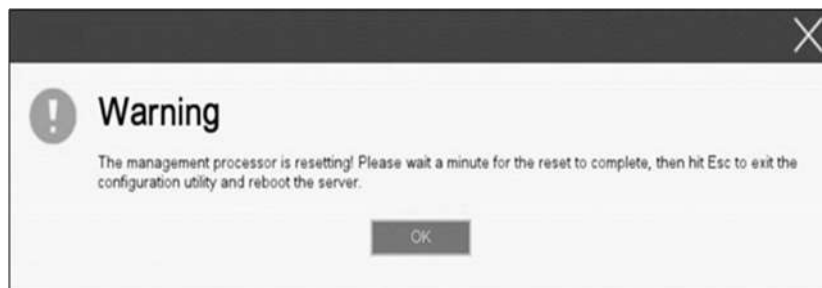 Warning
The management processor is resetting! Please wait a minute for the reset to complete, then hit Esc to exit the
configuration utility and reboot the server.
OK